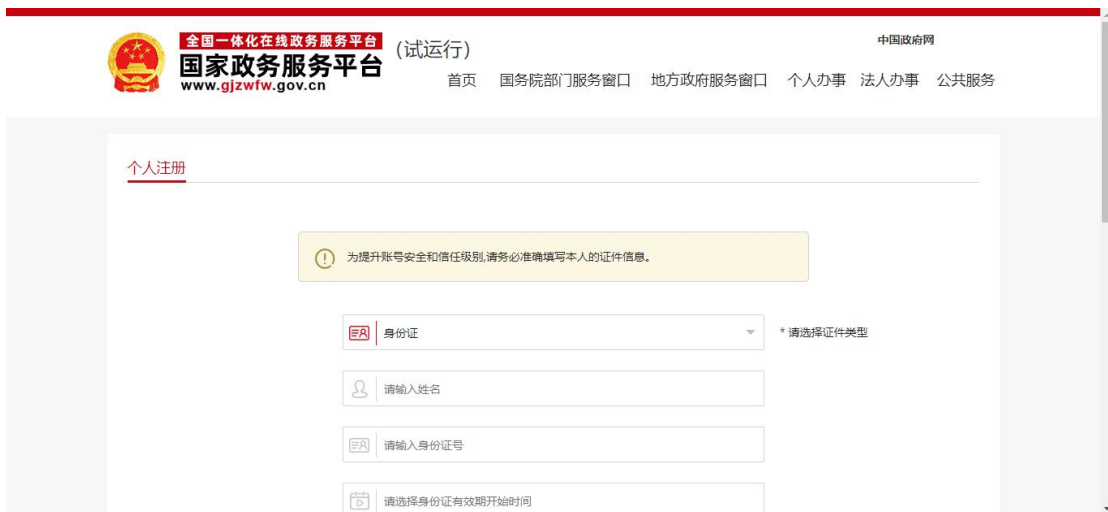 全国一体化在线政务服务平台
国家政务服务平台
www.gjzwfw.gov.cn
(试运行)
中国政府网
首页 国务院部门服务窗口 地方政府服务窗口 个人办事 法人办事 公共服务
个人注册
为提升账号安全和信任级别,请务必准确填写本人的证件信息。
身份证
* 请选择证件类型
请输入姓名
请输入身份证号
请选择身份证有效期开始时间